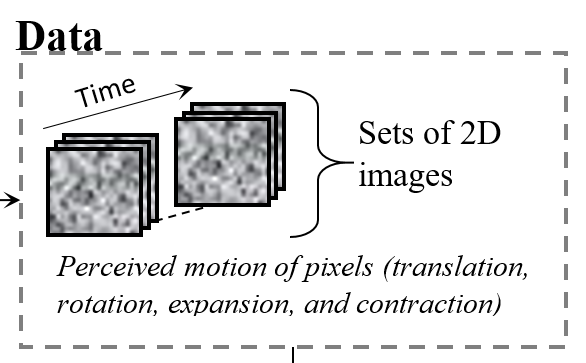 Data
Time
Sets of 2D
images
Perceived motion of pixels (translation,
rotation, expansion, and contraction)